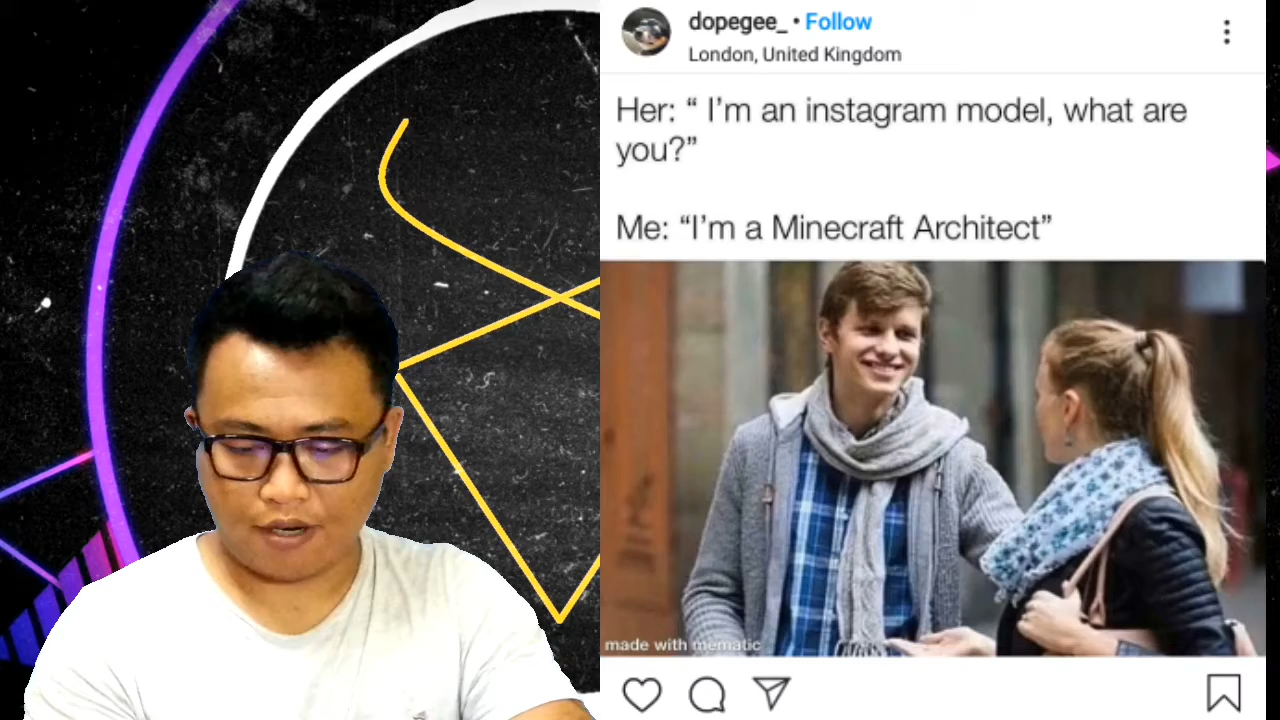 dopegee_ • Follow
London, United Kingdom
Her: “ I’m an instagram model, what are
you?”
Me: “I’m a Minecraft Architect”
made with mematic